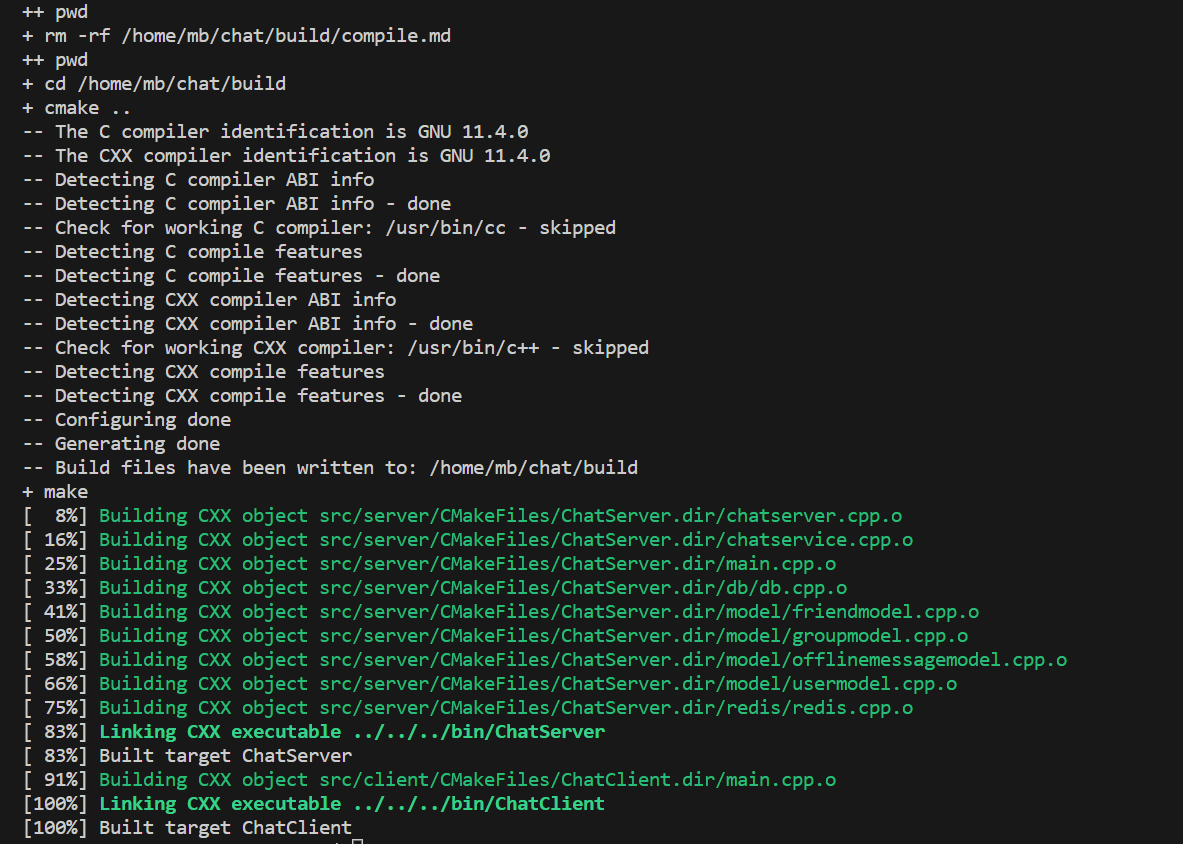 ++ pwd
+ rm -rf /home/mb/chat/build/compile.md
++ pwd
+ cd /home/mb/chat/build
+ cmake ..
-- The C compiler identification is GNU 11.4.0
-- The CXX compiler identification is GNU 11.4.0
-- Detecting C compiler ABI info
-- Detecting C compiler ABI info - done
-- Check for working C compiler: /usr/bin/cc - skipped
-- Detecting C compile features
-- Detecting C compile features - done
-- Detecting CXX compiler ABI info
-- Detecting CXX compiler ABI info - done
-- Check for working CXX compiler: /usr/bin/c++ - skipped
-- Detecting CXX compile features
-- Detecting CXX compile features - done
-- Configuring done
-- Generating done
-- Build files have been written to: /home/mb/chat/build
+ make
[  8%] Building CXX object src/server/CMakeFiles/ChatServer.dir/chatserver.cpp.o
[ 16%] Building CXX object src/server/CMakeFiles/ChatServer.dir/chatservice.cpp.o
[ 25%] Building CXX object src/server/CMakeFiles/ChatServer.dir/main.cpp.o
[ 33%] Building CXX object src/server/CMakeFiles/ChatServer.dir/db/db.cpp.o
[ 41%] Building CXX object src/server/CMakeFiles/ChatServer.dir/model/friendmodel.cpp.o
[ 50%] Building CXX object src/server/CMakeFiles/ChatServer.dir/model/groupmodel.cpp.o
[ 58%] Building CXX object src/server/CMakeFiles/ChatServer.dir/model/offlinemessagemodel.cpp.o
[ 66%] Building CXX object src/server/CMakeFiles/ChatServer.dir/model/usermodel.cpp.o
[ 75%] Building CXX object src/server/CMakeFiles/ChatServer.dir/redis/redis.cpp.o
[ 83%] Linking CXX executable ../../../bin/ChatServer
[ 83%] Built target ChatServer
[ 91%] Building CXX object src/client/CMakeFiles/ChatClient.dir/main.cpp.o
[100%] Linking CXX executable ../../../bin/ChatClient
[100%] Built target ChatClient